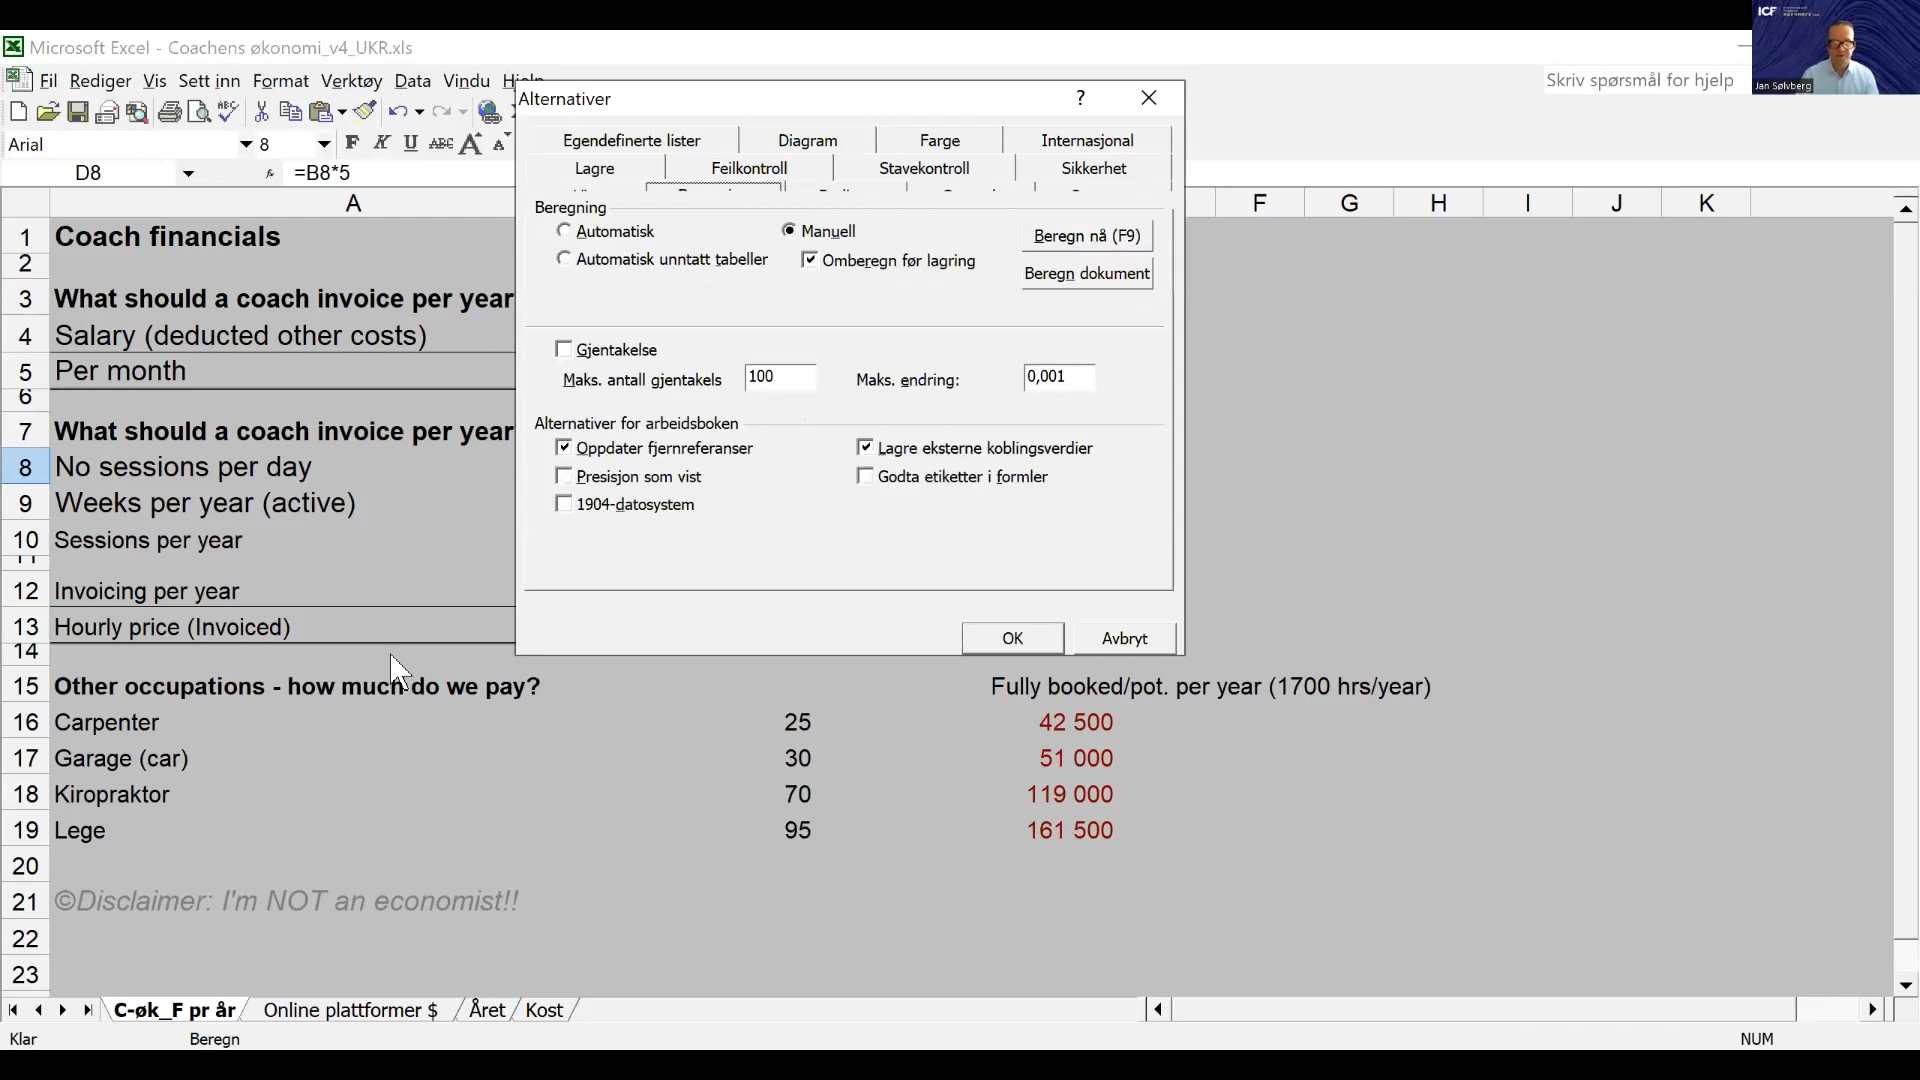 ICF
Jan Sølvberg
Microsoft Excel - Coachens økonomi_v4_UKR.xls
Fil Rediger Vis Sett inn Format Verktøy Data Vindu Hjelp
Skriv spørsmål for hjelp
Arial 8 F K U ABC A A
D8 fx =B8*5
Alternativer ?
Egendefinerte lister Diagram Farge Internasjonal
Lagre Feilkontroll Stavekontroll Sikkerhet
Beregning
Automatisk Manuell Beregn nå (F9)
Automatisk unntatt tabeller Omberegn før lagring Beregn dokument
Gjentakelse
Maks. antall gjentakels 100 Maks. endring: 0,001
Alternativer for arbeidsboken
Oppdater fjernreferanser Lagre eksterne koblingsverdier
Presisjon som vist Godta etiketter i formler
1904-datosystem
OK Avbryt
A F G H I J K
1 Coach financials
2
3 What should a coach invoice per year
4 Salary (deducted other costs)
5 Per month
6
7 What should a coach invoice per year
8 No sessions per day
9 Weeks per year (active)
10 Sessions per year
11
12 Invoicing per year
13 Hourly price (Invoiced)
14
15 Other occupations - how much do we pay? Fully booked/pot. per year (1700 hrs/year)
16 Carpenter 25 42 500
17 Garage (car) 30 51 000
18 Kiropraktor 70 119 000
19 Lege 95 161 500
20
21 ©Disclaimer: I'm NOT an economist!!
22
23
C-øk_F pr år Online plattformer $ Året Kost
Klar Beregn NUM